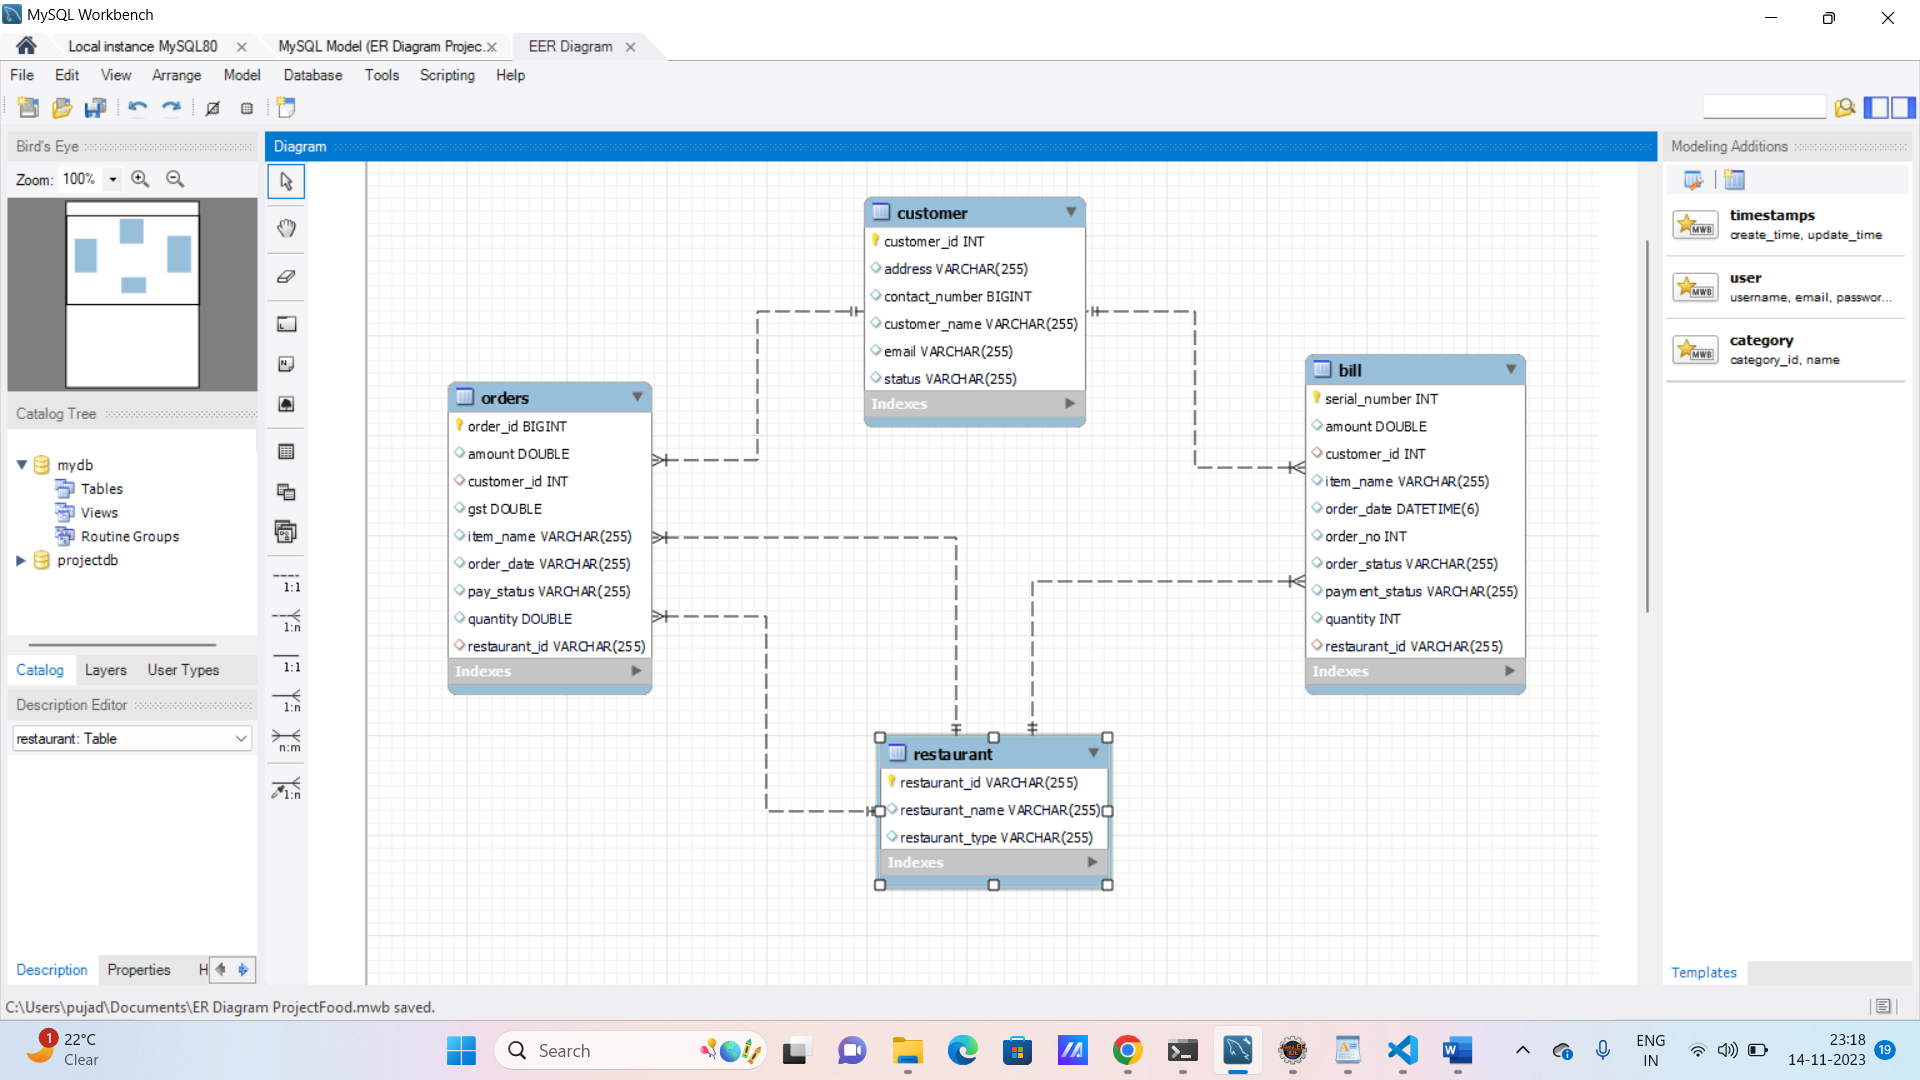 MySQL Workbench
Local instance MySQL80
MySQL Model (ER Diagram Projec...
EER Diagram
File Edit View Arrange Model Database Tools Scripting Help
Bird's Eye
Zoom: 100%
Diagram
Modeling Additions
timestamps
create_time, update_time
user
username, email, passwor...
category
category_id, name
Templates
Catalog Tree
mydb
Tables
Views
Routine Groups
projectdb
Catalog Layers User Types
Description Editor
restaurant: Table
Description Properties H
1:1
1:n
1:1
1:n
n:m
1:n
customer
customer_id INT
address VARCHAR(255)
contact_number BIGINT
customer_name VARCHAR(255)
email VARCHAR(255)
status VARCHAR(255)
Indexes
orders
order_id BIGINT
amount DOUBLE
customer_id INT
gst DOUBLE
item_name VARCHAR(255)
order_date VARCHAR(255)
pay_status VARCHAR(255)
quantity DOUBLE
restaurant_id VARCHAR(255)
Indexes
bill
serial_number INT
amount DOUBLE
customer_id INT
item_name VARCHAR(255)
order_date DATETIME(6)
order_no INT
order_status VARCHAR(255)
payment_status VARCHAR(255)
quantity INT
restaurant_id VARCHAR(255)
Indexes
restaurant
restaurant_id VARCHAR(255)
restaurant_name VARCHAR(255)
restaurant_type VARCHAR(255)
Indexes
C:\Users\pujad\Documents\ER Diagram ProjectFood.mwb saved.
1
22°C
Clear
Search
ENG
IN
23:18
14-11-2023
19